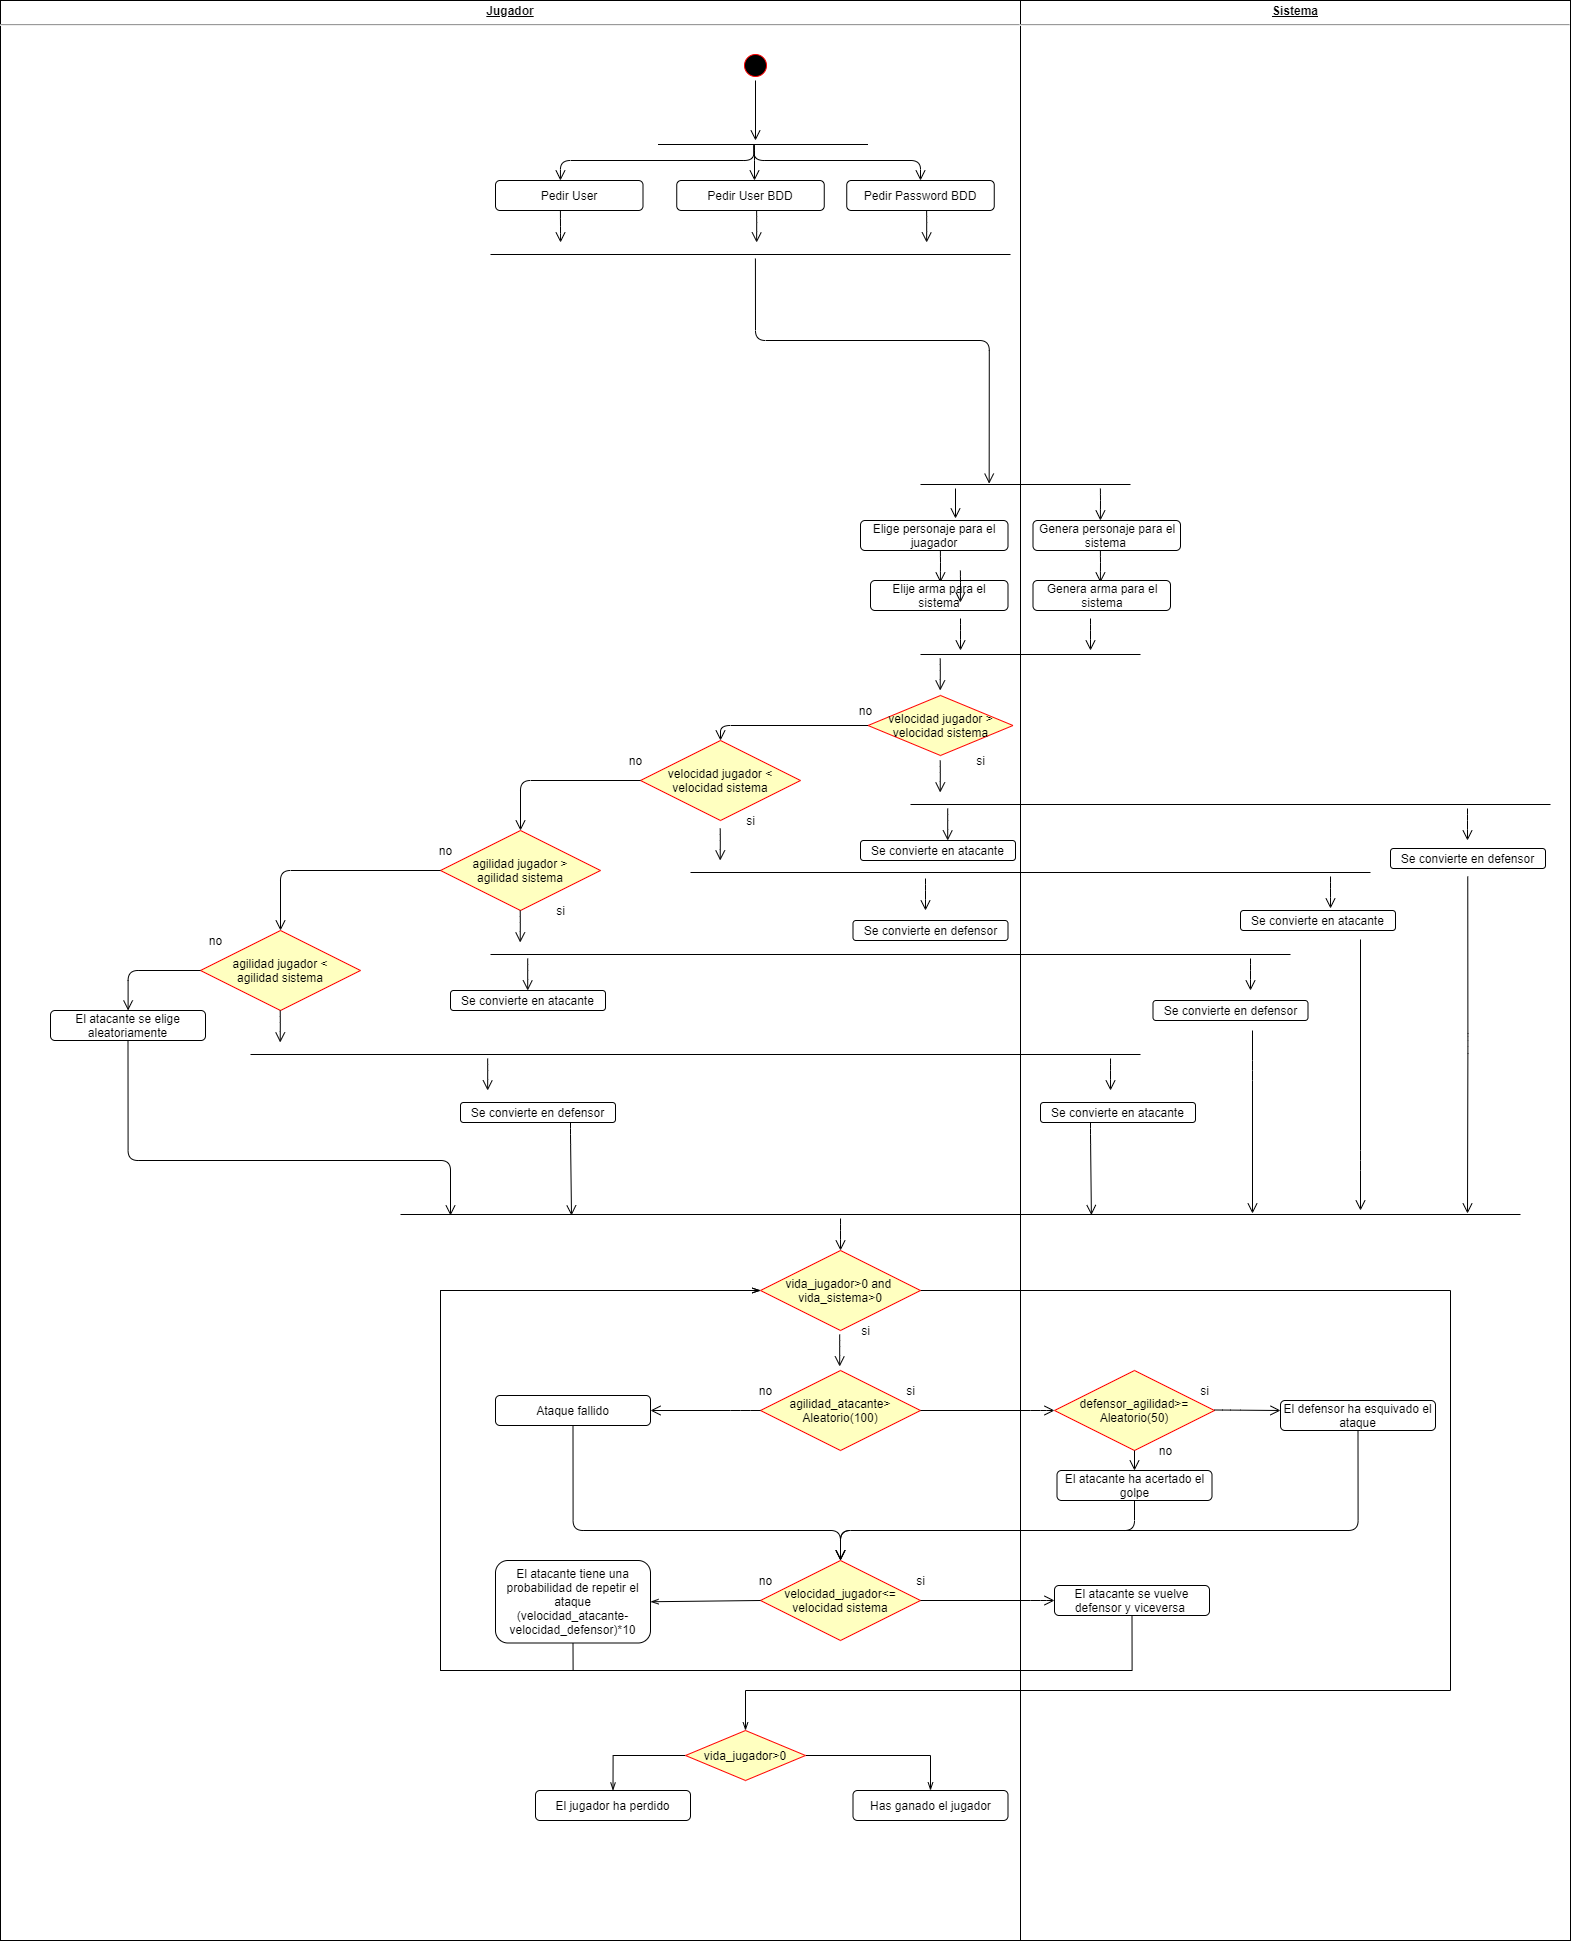 Jugador
Sistema
Pedir User
Pedir User BDD
Pedir Password BDD
Elige personaje para el
juagador
Genera personaje para el
sistema
Elije arma para el
sistema
Genera arma para el
sistema
no
velocidad jugador >
velocidad sistema
si
no
velocidad jugador <
velocidad sistema
si
Se convierte en atacante
Se convierte en defensor
no
agilidad jugador >
agilidad sistema
si
Se convierte en defensor
Se convierte en atacante
no
agilidad jugador <
agilidad sistema
Se convierte en atacante
Se convierte en defensor
El atacante se elige
aleatoriamente
Se convierte en defensor
Se convierte en atacante
vida_jugador>0 and
vida_sistema>0
si
no
agilidad_atacante>
Aleatorio(100)
si
Ataque fallido
defensor_agilidad>=
Aleatorio(50)
si
El defensor ha esquivado el
ataque
no
El atacante ha acertado el
golpe
El atacante tiene una
probabilidad de repetir el
ataque
(velocidad_atacante-
velocidad_defensor)*10
no
velocidad_jugador<=
velocidad sistema
si
El atacante se vuelve
defensor y viceversa
vida_jugador>0
El jugador ha perdido
Has ganado el jugador